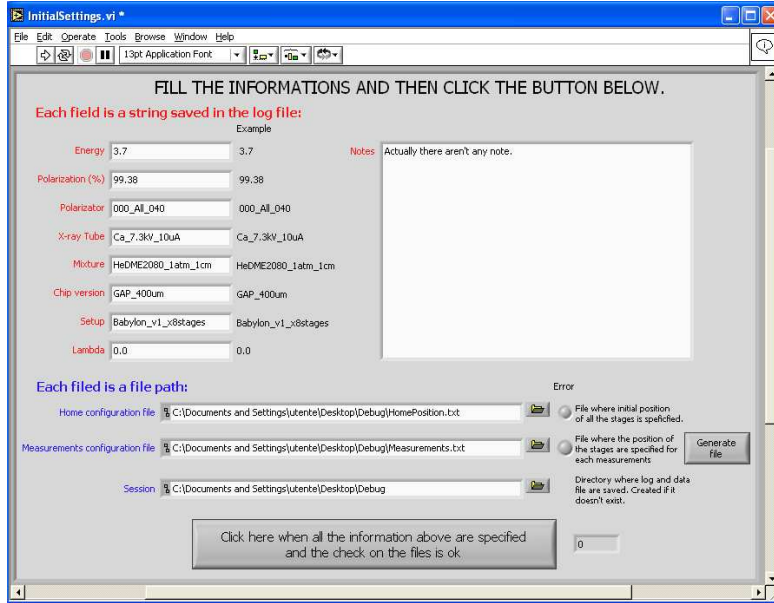 InitialSettings.vi *
File Edit Operate Tools Browse Window Help
13pt Application Font
FILL THE INFORMATIONS AND THEN CLICK THE BUTTON BELOW.
Each field is a string saved in the log file:
Example
Energy 3.7 3.7
Notes Actually there aren't any note.
Polarization (%) 99.38 99.38
Polarizator 000_All_040 000_All_040
X-ray Tube Ca_7.3kV_10uA Ca_7.3kV_10uA
Mixture HeDME2080_1atm_1cm HeDME2080_1atm_1cm
Chip version GAP_400um GAP_400um
Setup Babylon_v1_x8stages Babylon_v1_x8stages
Lambda 0.0 0.0
Each filed is a file path:
Error
Home configuration file C:\Documents and Settings\utente\Desktop\Debug\HomePosition.txt
File where initial position
of all the stages is speficfied.
Measurements configuration file C:\Documents and Settings\utente\Desktop\Debug\Measurements.txt
File where the position of
the stages are specified for
each measurements
Generate
file
Session C:\Documents and Settings\utente\Desktop\Debug
Directory where log and data
file are saved. Created if it
doesn't exist.
Click here when all the information above are specified
and the check on the files is ok
0